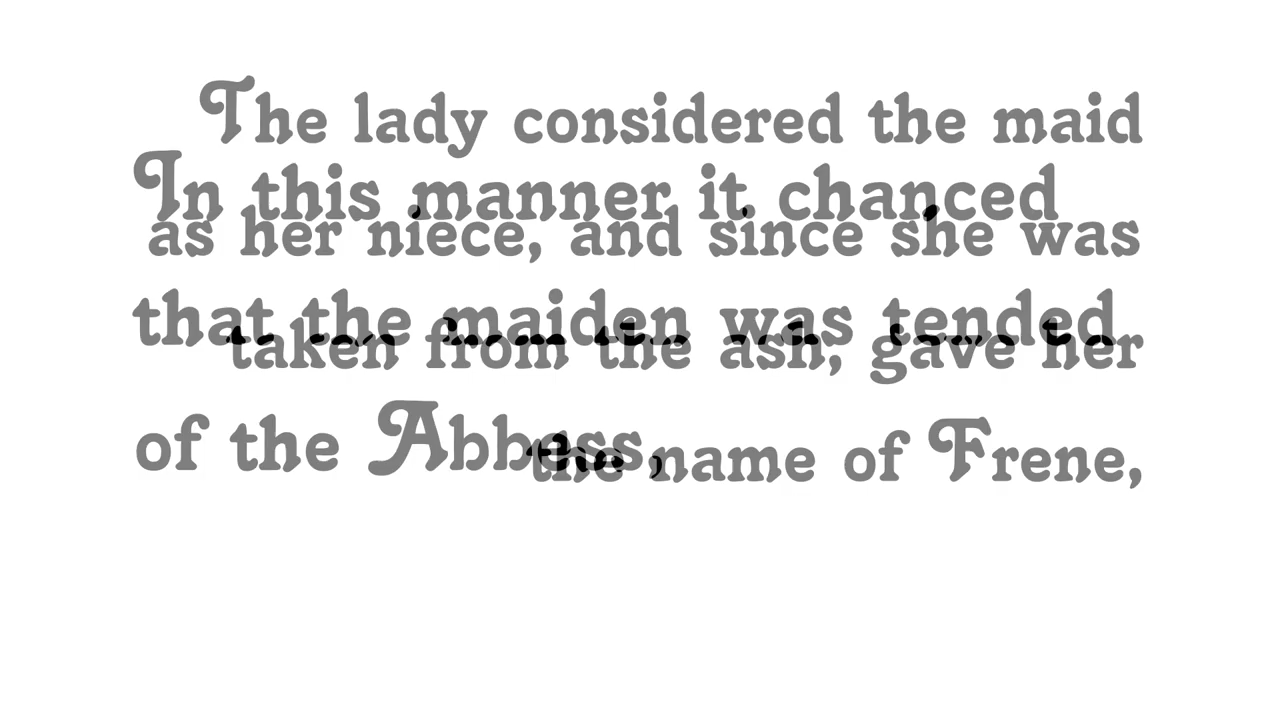 The lady considered the maid
In this manner it chanced
as her niece, and since she was
that the maiden was tended
taken from the ash, gave her
of the Abbess,
the name of Frene,